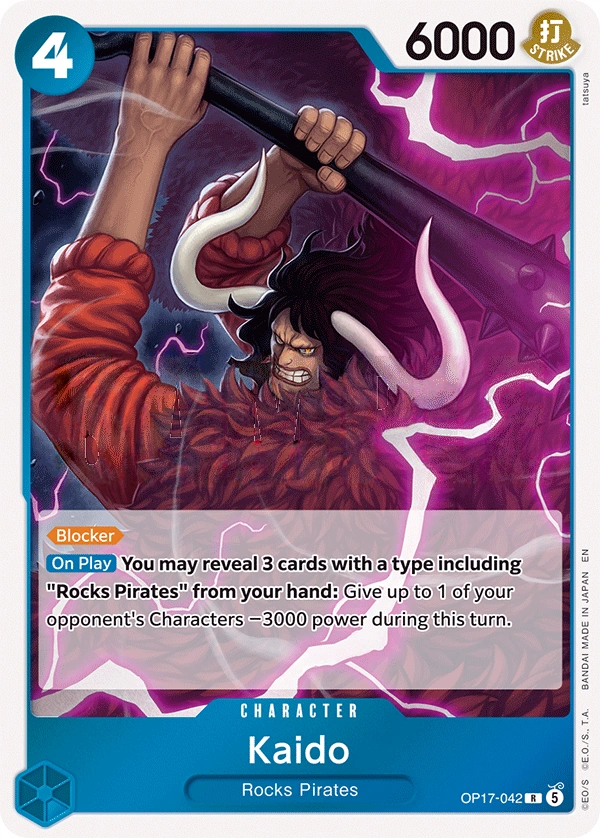 4
6000
打
STRIKE
tatsuya
Blocker
On Play You may reveal 3 cards with a type including
"Rocks Pirates" from your hand: Give up to 1 of your
opponent's Characters −3000 power during this turn.
CHARACTER
Kaido
Rocks Pirates
OP17-042 R 5
©EO/S ©E.O./S., T.A. BANDAI MADE IN JAPAN EN